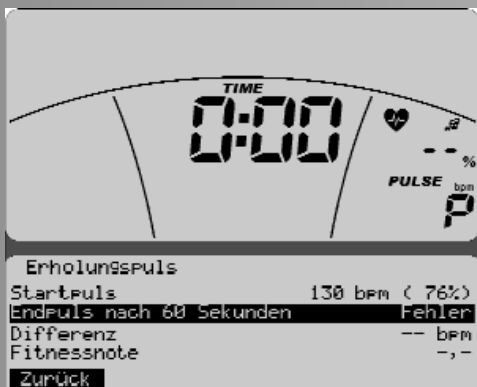 TIME
0:00
-- %
PULSE bpm
P
Erholungspuls
Startpuls 130 bpm ( 76%)
Endpuls nach 60 Sekunden Fehler
Differenz -- bpm
Fitnessnote -,-
Zurück